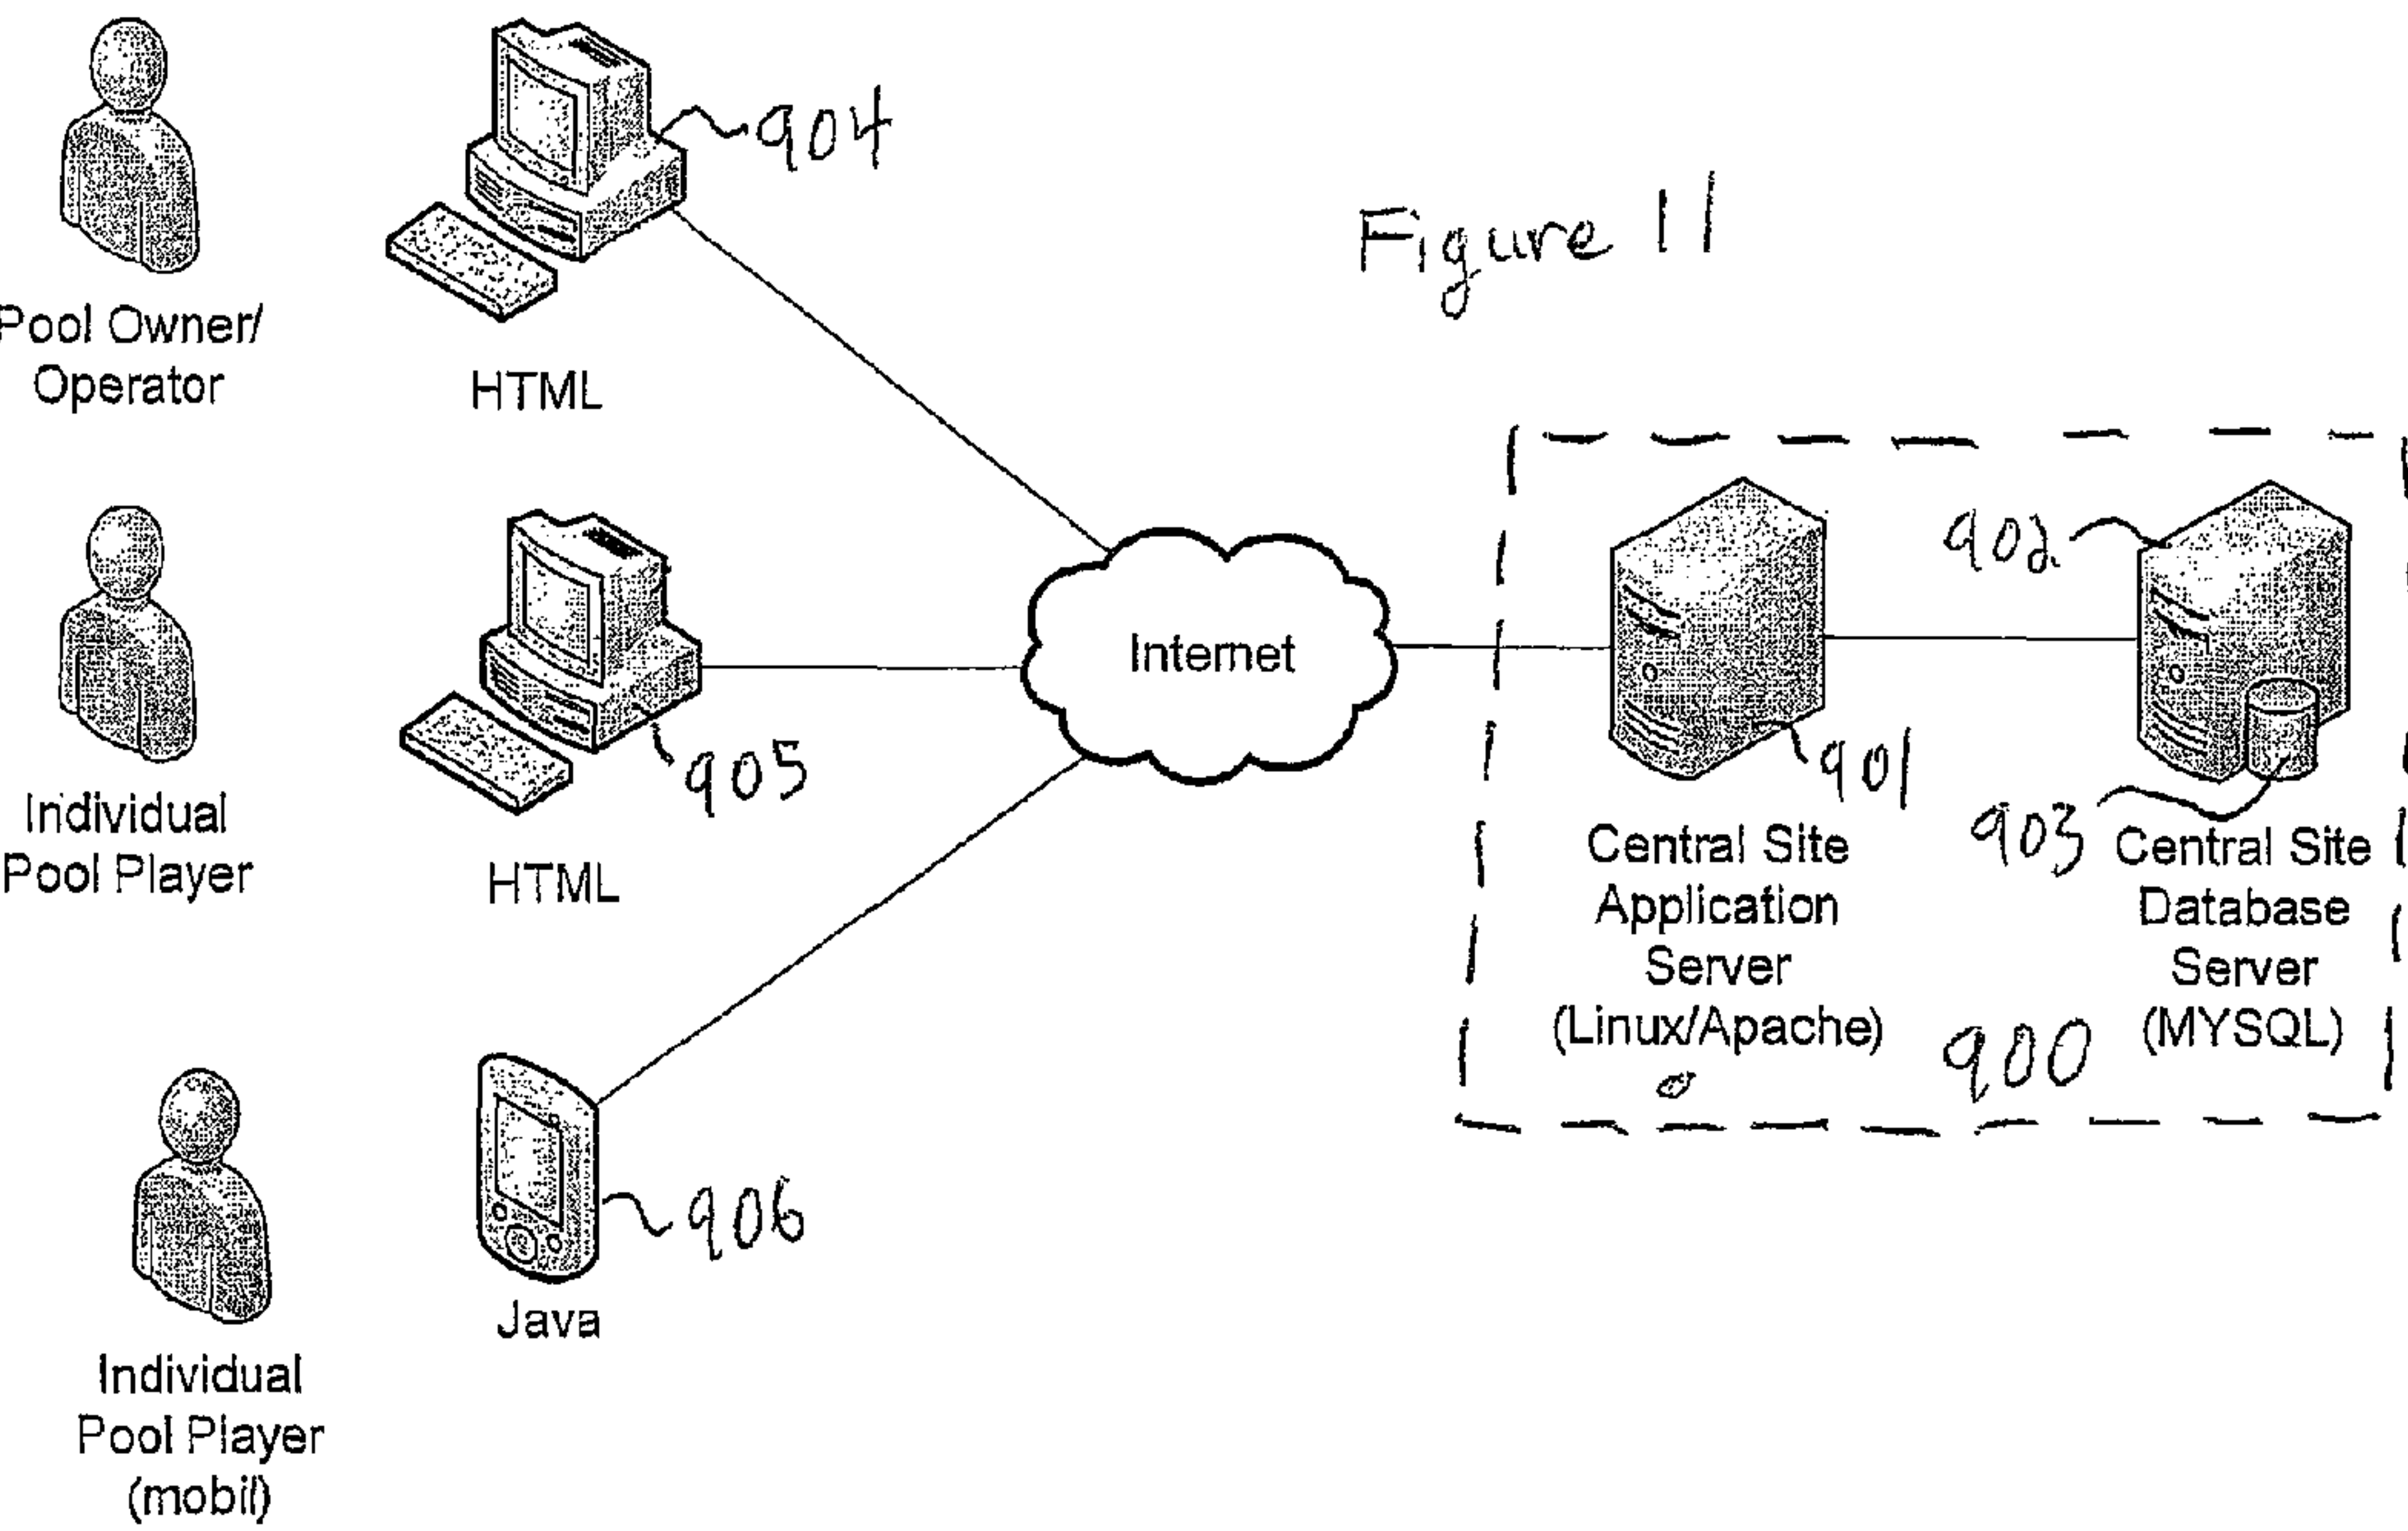 904
Figure 11
Pool Owner/
Operator
HTML
902
Internet
905
901
903
Individual
Pool Player
HTML
Central Site
Application
Server
(Linux/Apache)
Central Site
Database
Server
(MYSQL)
900
906
Java
Individual
Pool Player
(mobil)